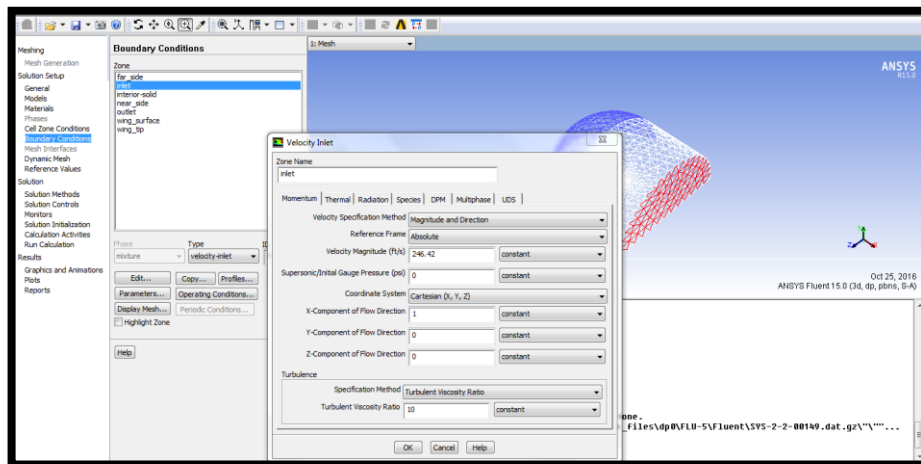 1: Mesh
Meshing
Mesh Generation
Solution Setup
General
Models
Materials
Phases
Cell Zone Conditions
Boundary Conditions
Mesh Interfaces
Dynamic Mesh
Reference Values
Solution
Solution Methods
Solution Controls
Monitors
Solution Initialization
Calculation Activities
Run Calculation
Results
Graphics and Animations
Plots
Reports
Boundary Conditions
Zone
far_side
inlet
interior-solid
near_side
outlet
wing_surface
wing_tip
Phase Type
mixture velocity-inlet
Edit... Copy... Profiles...
Parameters... Operating Conditions...
Display Mesh... Periodic Conditions...
Highlight Zone
Help
ANSYS
R15.0
Velocity Inlet
Zone Name
inlet
Momentum Thermal Radiation Species DPM Multiphase UDS
Velocity Specification Method Magnitude and Direction
Reference Frame Absolute
Velocity Magnitude (ft/s) 246.42 constant
Supersonic/Initial Gauge Pressure (psi) 0 constant
Coordinate System Cartesian (X, Y, Z)
X-Component of Flow Direction 1 constant
Y-Component of Flow Direction 0 constant
Z-Component of Flow Direction 0 constant
Turbulence
Specification Method Turbulent Viscosity Ratio
Turbulent Viscosity Ratio 10 constant
OK Cancel Help
Oct 25, 2016
ANSYS Fluent 15.0 (3d, dp, pbns, S-A)
one.
_files\dp0\FLU-5\Fluent\SYS-2-2-00149.dat.gz\"\""...